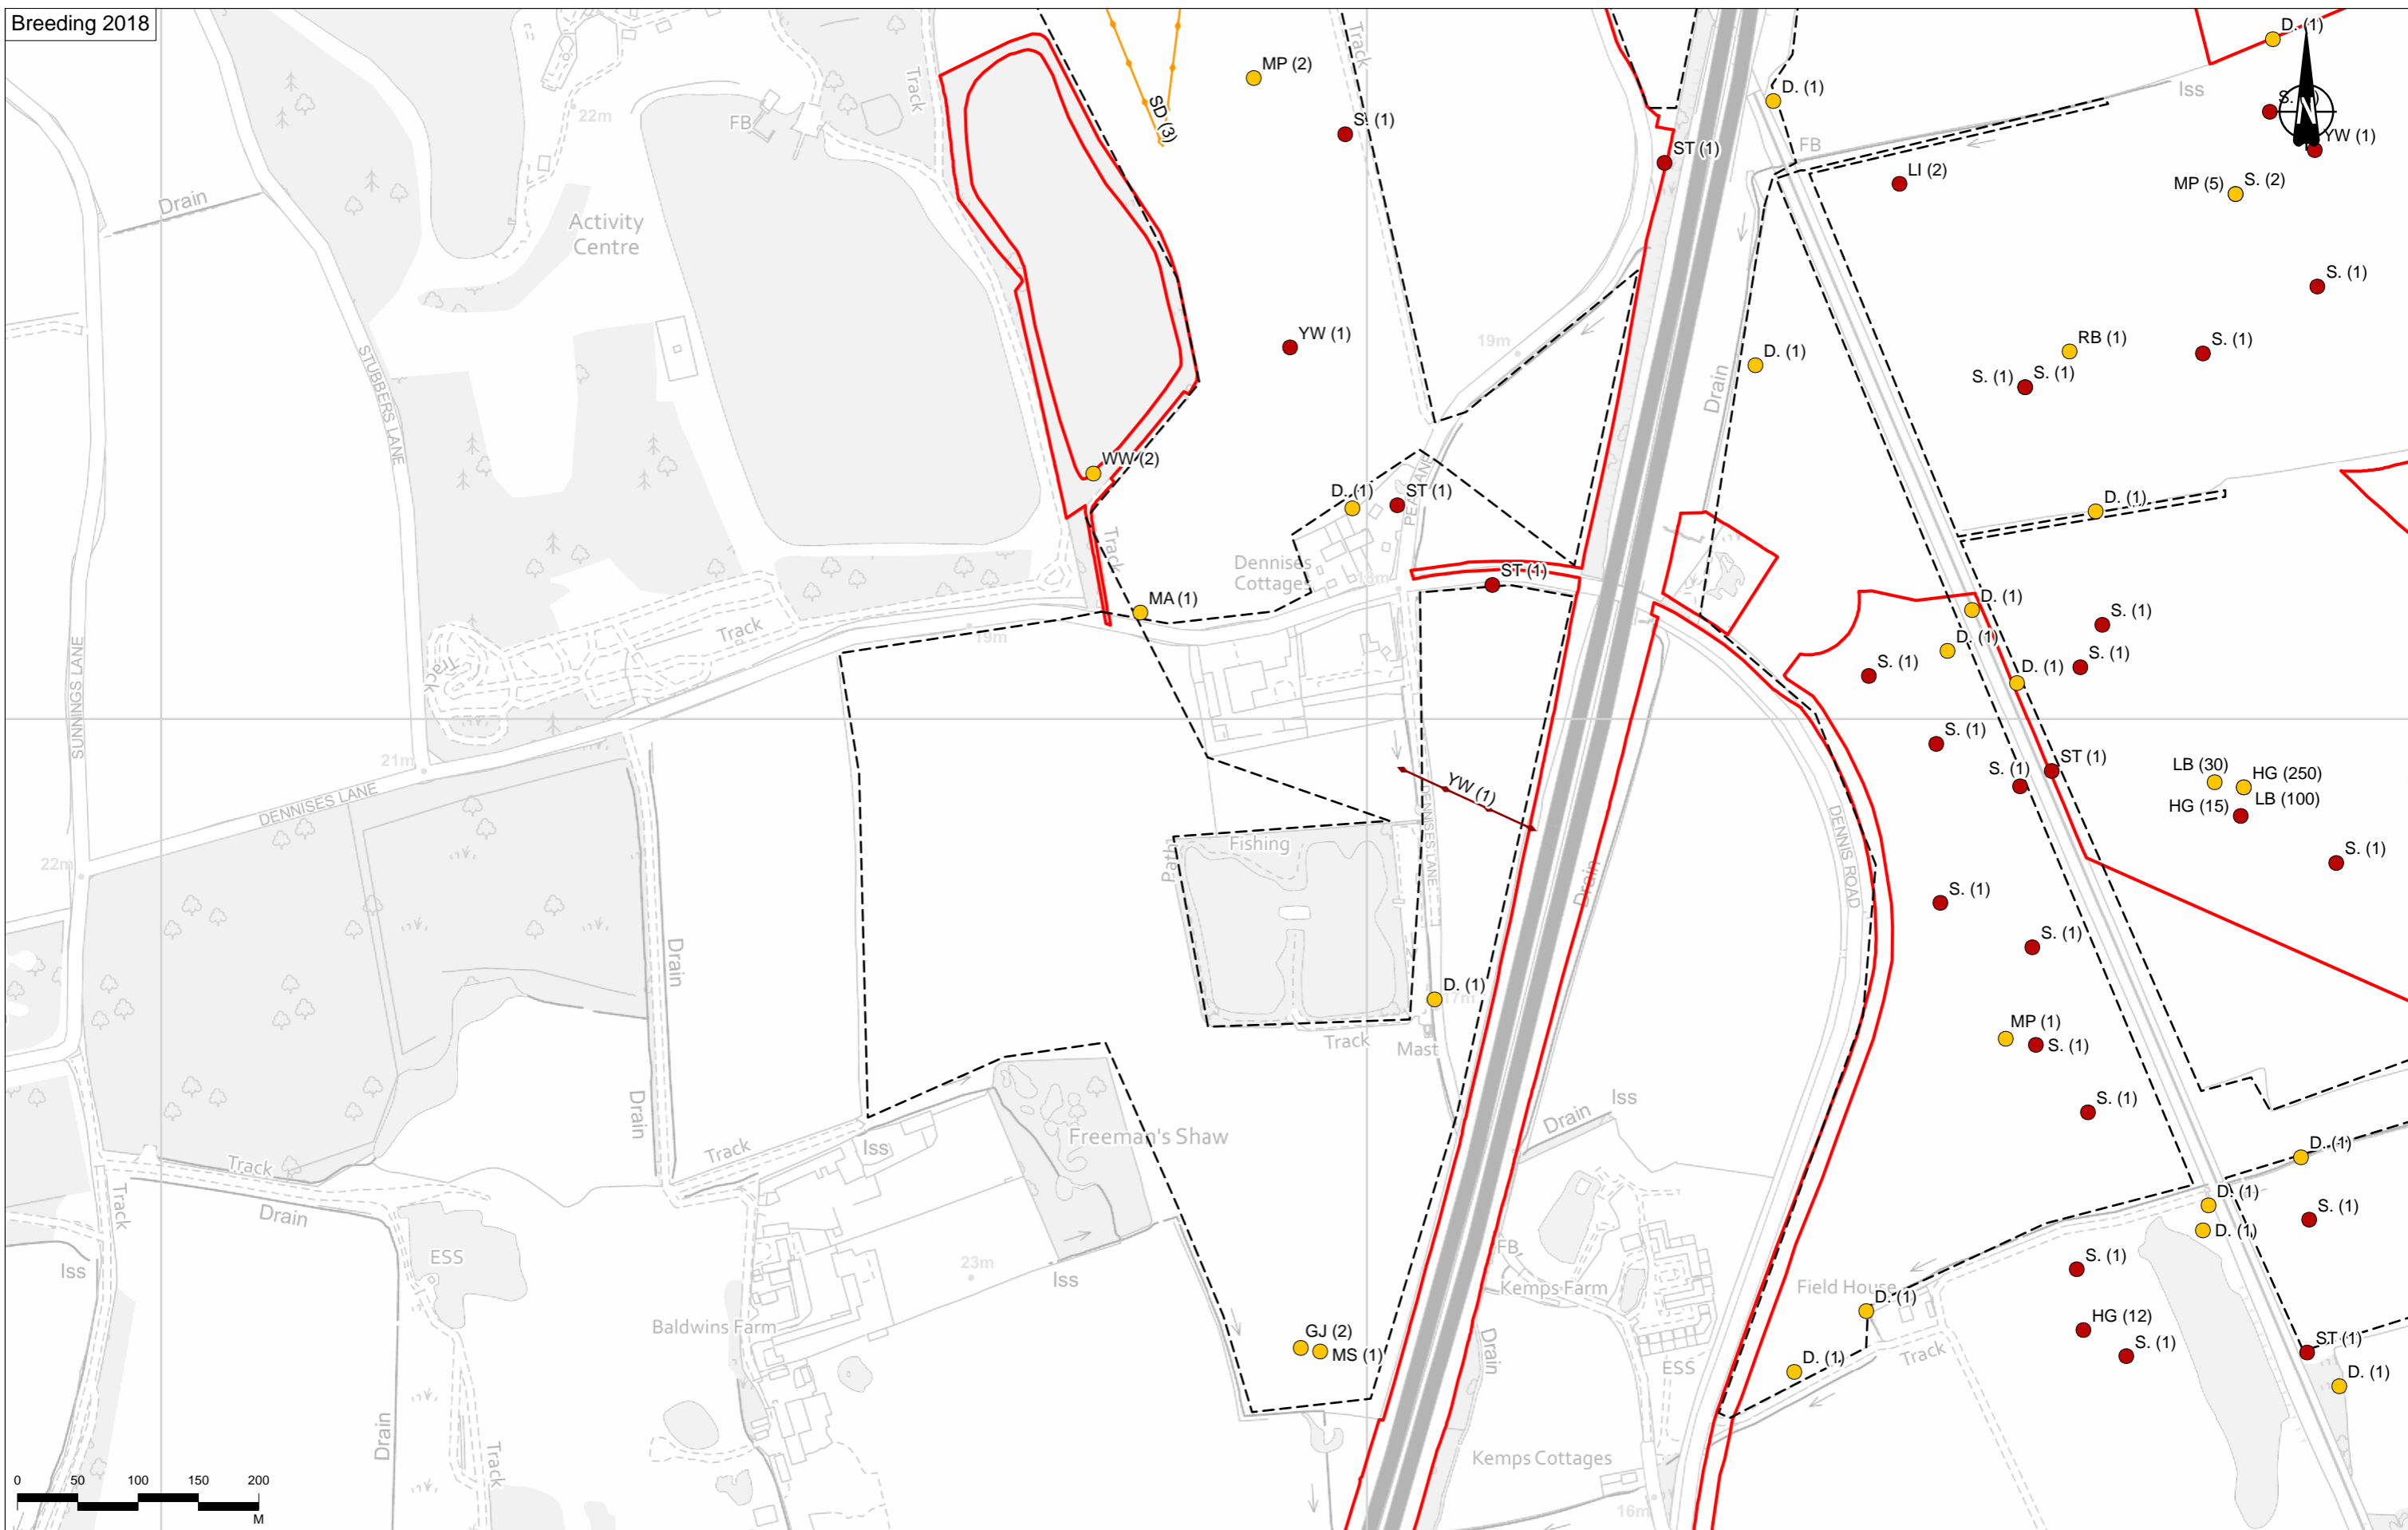 Breeding 2018
D. (1)
MP (2)
Track
Iss
Track
SD (3)
D. (1)
22m
FB
S. (1)
N
YW (1)
FB
ST (1)
LI (2)
MP (5)
S. (2)
Drain
Activity
Centre
S. (1)
YW (1)
19m
RB (1)
S. (1)
STUBBERS LANE
D. (1)
S. (1)
S. (1)
Drain
WW (2)
D. (1)
ST (1)
D. (1)
Track
Dennises
Cottages
ST (1)
MA (1)
D. (1)
S. (1)
Track
19m
D. (1)
SUNNINGS LANE
Track
S. (1)
D. (1)
S. (1)
S. (1)
21m
YW (1)
S. (1)
ST (1)
LB (30)
HG (250)
LB (100)
HG (15)
DENNISES LANE
DENNISES LANE
DENNIS ROAD
Fishing
Path
22m
S. (1)
Drain
S. (1)
Drain
S. (1)
D. (1)
17m
MP (1)
S. (1)
Track
Mast
Drain
S. (1)
Drain
Iss
Freeman's Shaw
Iss
Track
Track
D. (1)
Track
Drain
D. (1)
S. (1)
D. (1)
ESS
FB
Iss
Iss
23m
S. (1)
Kemps Farm
Field House
D. (1)
Baldwins Farm
HG (12)
GJ (2)
MS (1)
S. (1)
ST (1)
Drain
ESS
D. (1)
Track
D. (1)
Drain
Track
Kemps Cottages
16m
0 50 100 150 200
M